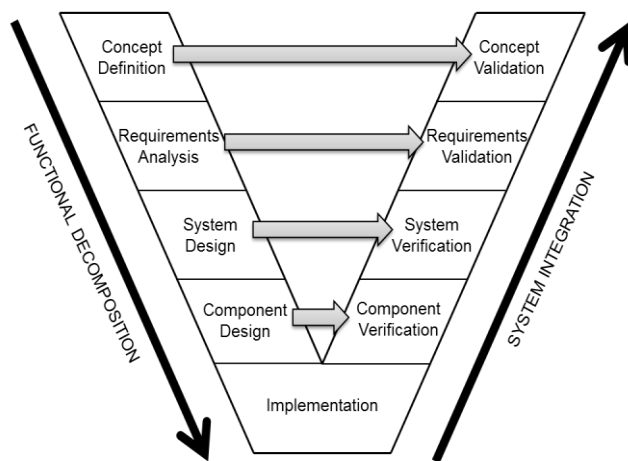 Concept
Definition
Concept
Validation
Requirements
Analysis
Requirements
Validation
System
Design
System
Verification
Component
Design
Component
Verification
Implementation
FUNCTIONAL DECOMPOSITION
SYSTEM INTEGRATION